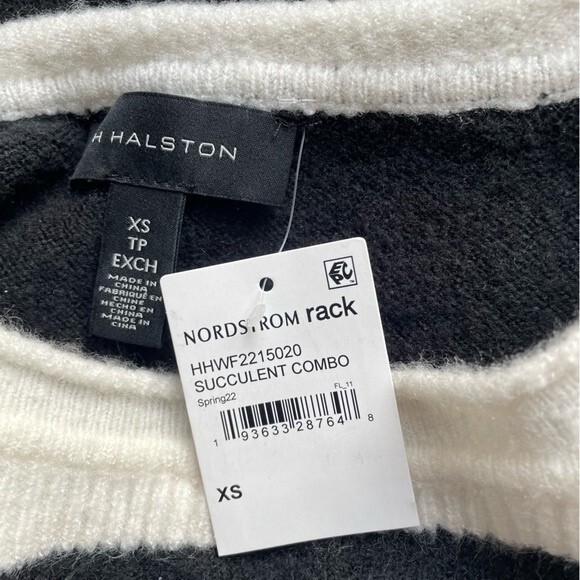 H HALSTON
XS
TP
EXCH
MADE IN
CHINA
FABRIQUÉ EN
CHINE
HECHO EN
CHINA
MADE IN
CINA
EPC
NORDSTROM rack
HHWF2215020
SUCCULENT COMBO
Spring22
FL_11
1 93633 28764 8
XS